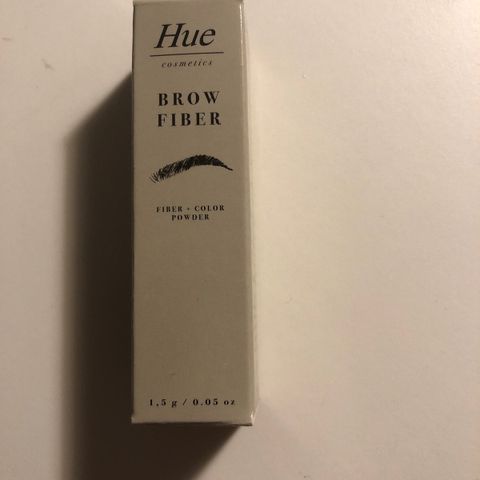 Hue
cosmetics
BROW
FIBER
FIBER + COLOR
POWDER
1,5 g / 0.05 oz